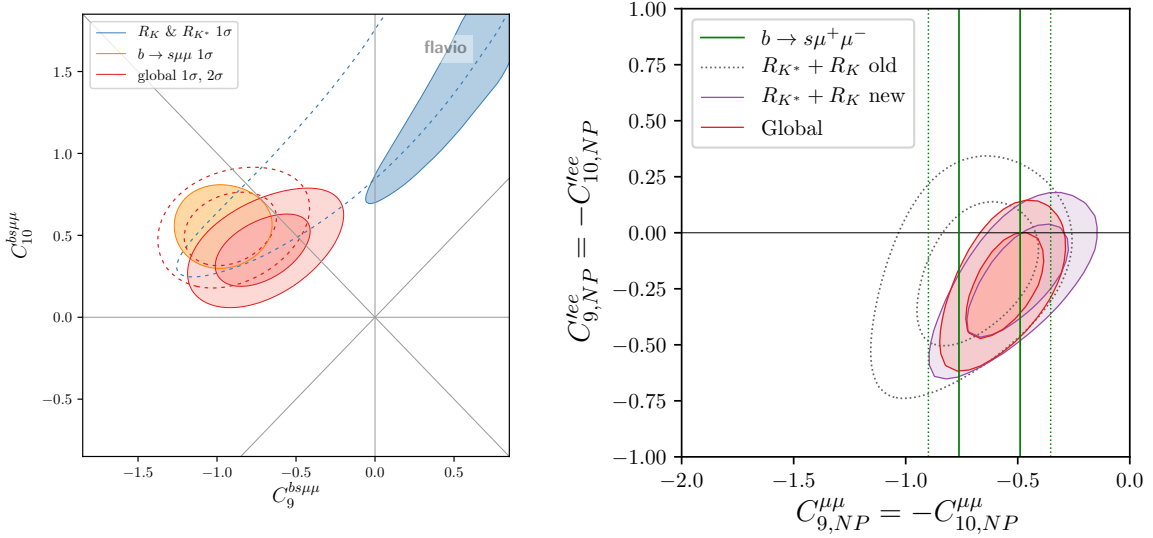 R_K & R_{K*} 1σ
b → sμμ 1σ
global 1σ, 2σ
flavio
1.5
1.0
0.5
0.0
−0.5
−1.5
−1.0
−0.5
0.0
0.5
C_{10}^{bsμμ}
C_9^{bsμμ}
b → sμ⁺μ⁻
R_{K*} + R_K old
R_{K*} + R_K new
Global
1.00
0.75
0.50
0.25
0.00
−0.25
−0.50
−0.75
−1.00
−2.0
−1.5
−1.0
−0.5
0.0
C'^{ee}_{9,NP} = −C'^{ee}_{10,NP}
C^{μμ}_{9,NP} = −C^{μμ}_{10,NP}